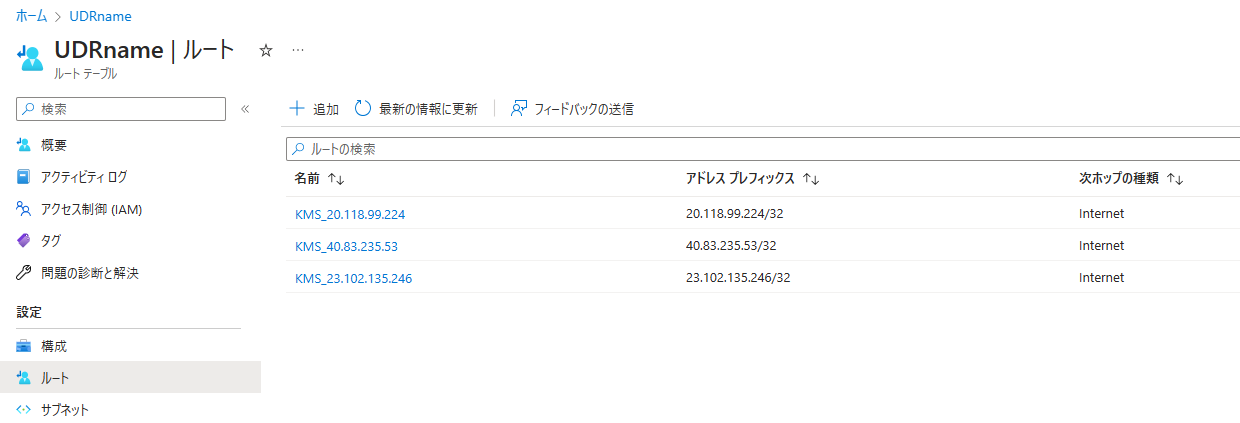 ホーム > UDRname
UDRname | ルート
ルート テーブル
検索
概要
アクティビティ ログ
アクセス制御 (IAM)
タグ
問題の診断と解決
設定
構成
ルート
サブネット
追加 最新の情報に更新 フィードバックの送信
ルートの検索
名前 アドレス プレフィックス 次ホップの種類
KMS_20.118.99.224 20.118.99.224/32 Internet
KMS_40.83.235.53 40.83.235.53/32 Internet
KMS_23.102.135.246 23.102.135.246/32 Internet